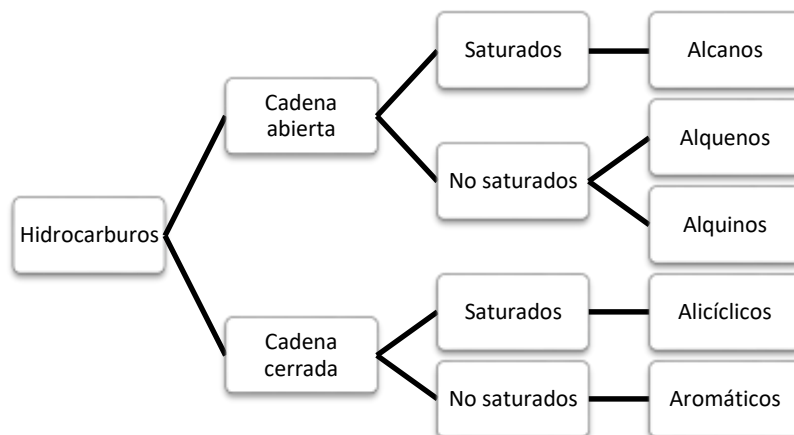 Hidrocarburos
Cadena
abierta
Saturados
Alcanos
No saturados
Alquenos
Alquinos
Cadena
cerrada
Saturados
Alicíclicos
No saturados
Aromáticos